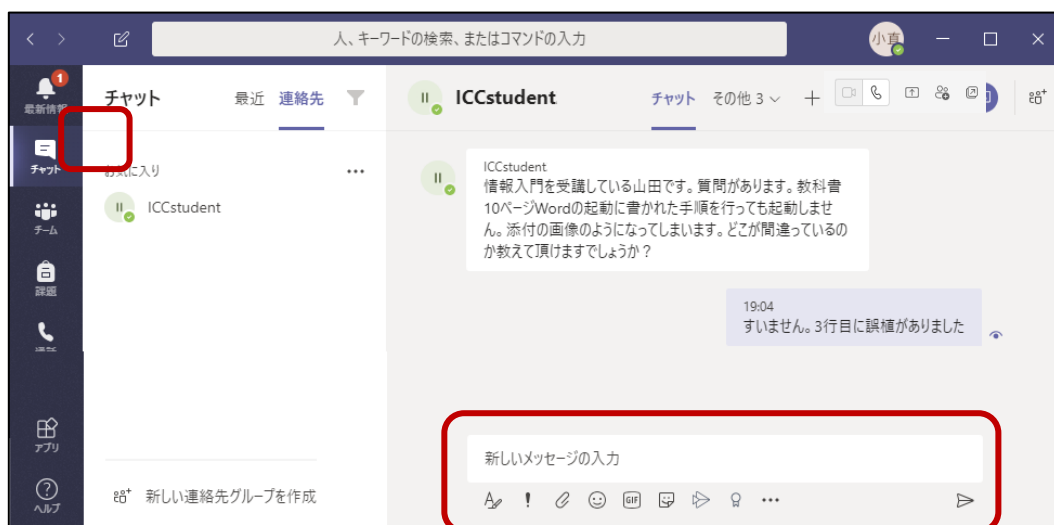 人、キーワードの検索、またはコマンドの入力
小真
1
最新情報
チャット
チーム
課題
アプリ
ヘルプ
チャット
最近
連絡先
お気に入り
II
ICCstudent
新しい連絡先グループを作成
II
ICCstudent
チャット
その他 3
II
ICCstudent
情報入門を受講している山田です。質問があります。教科書
10ページWordの起動に書かれた手順を行っても起動しませ
ん。添付の画像のようになってしまいます。どこが間違っているの
か教えて頂けますでしょうか？
19:04
すいません。3行目に誤植がありました
新しいメッセージの入力
GIF